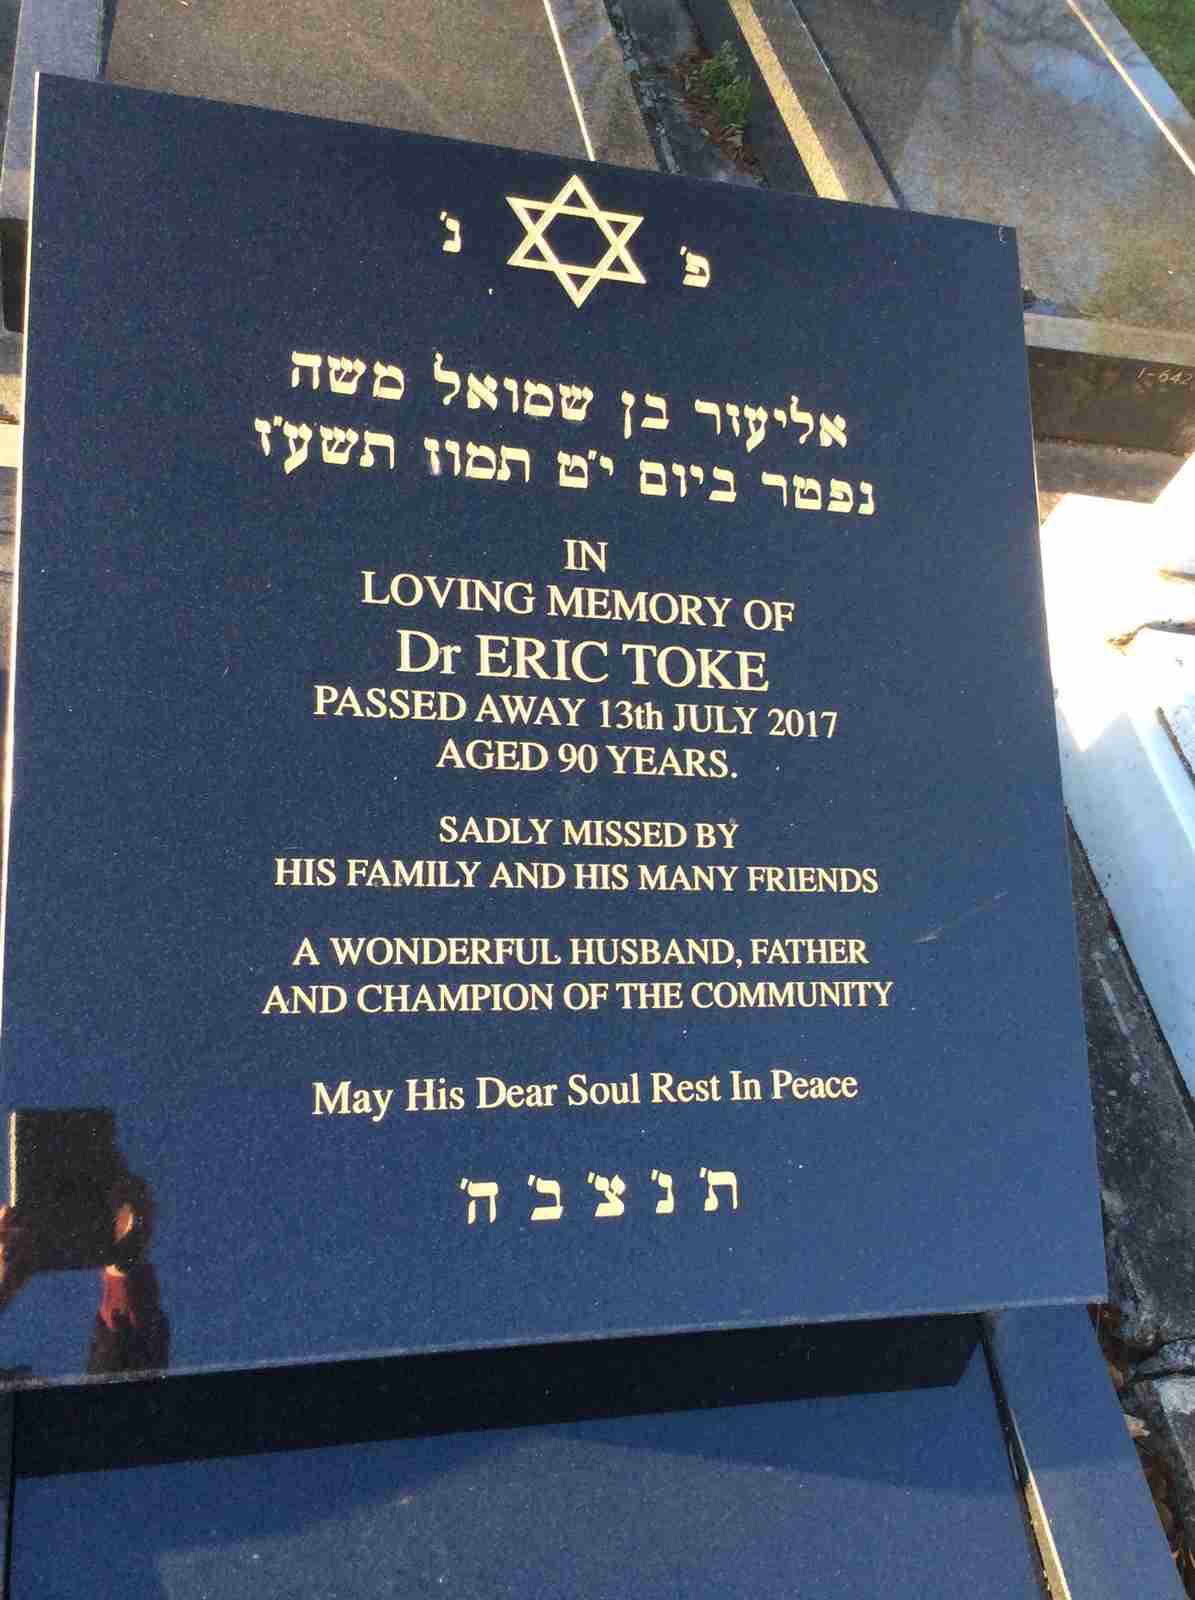 פ' נ'
אליעזר בן שמואל משה
נפטר ביום י"ט תמוז תשע"ז
IN
LOVING MEMORY OF
Dr ERIC TOKE
PASSED AWAY 13th JULY 2017
AGED 90 YEARS.
SADLY MISSED BY
HIS FAMILY AND HIS MANY FRIENDS
A WONDERFUL HUSBAND, FATHER
AND CHAMPION OF THE COMMUNITY
May His Dear Soul Rest In Peace
ת' נ' צ' ב' ה'
1-642